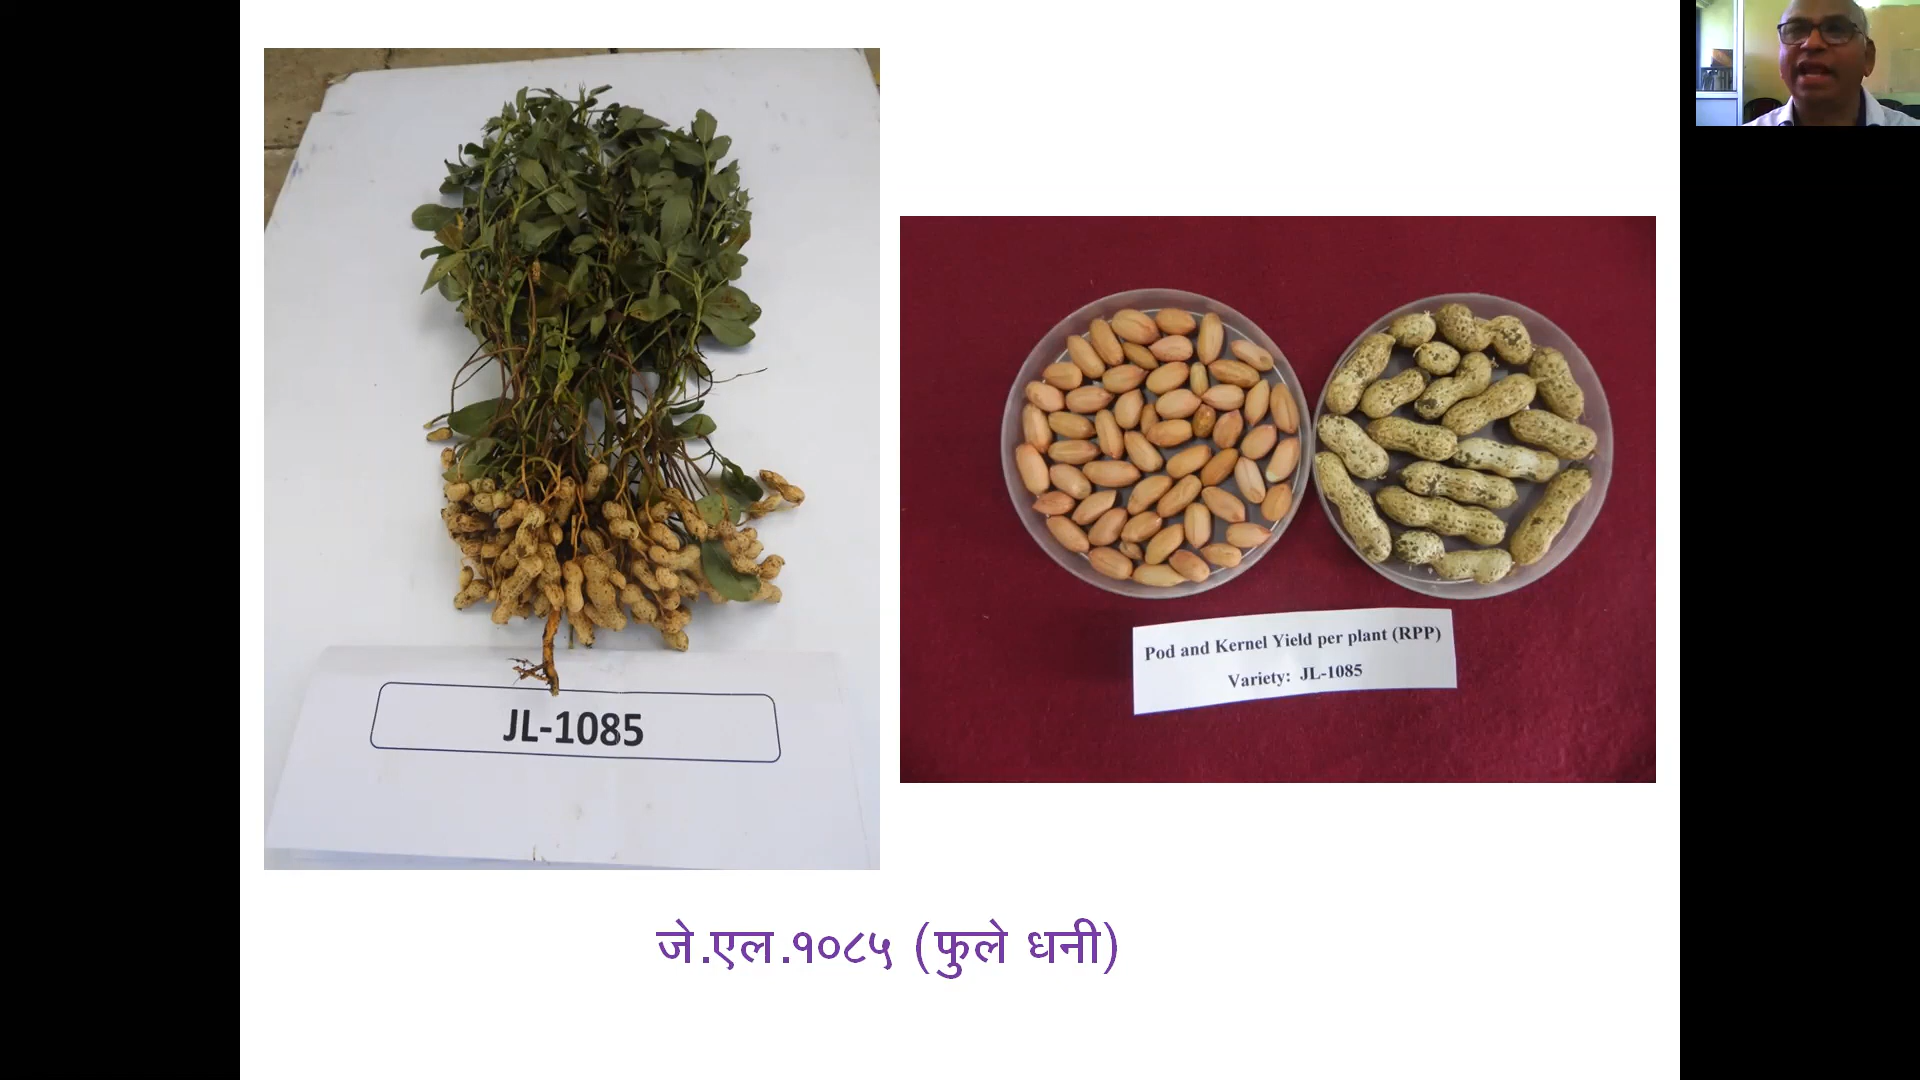 JL-1085
Pod and Kernel Yield per plant (RPP)
Variety: JL-1085
जे.एल.१०८५ (फुले धनी)